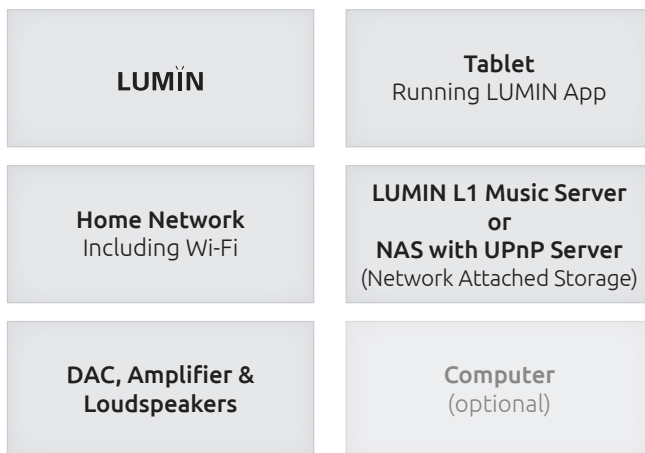 LUMÏN
Tablet
Running LUMIN App
Home Network
Including Wi-Fi
LUMIN L1 Music Server
or
NAS with UPnP Server
(Network Attached Storage)
DAC, Amplifier &
Loudspeakers
Computer
(optional)